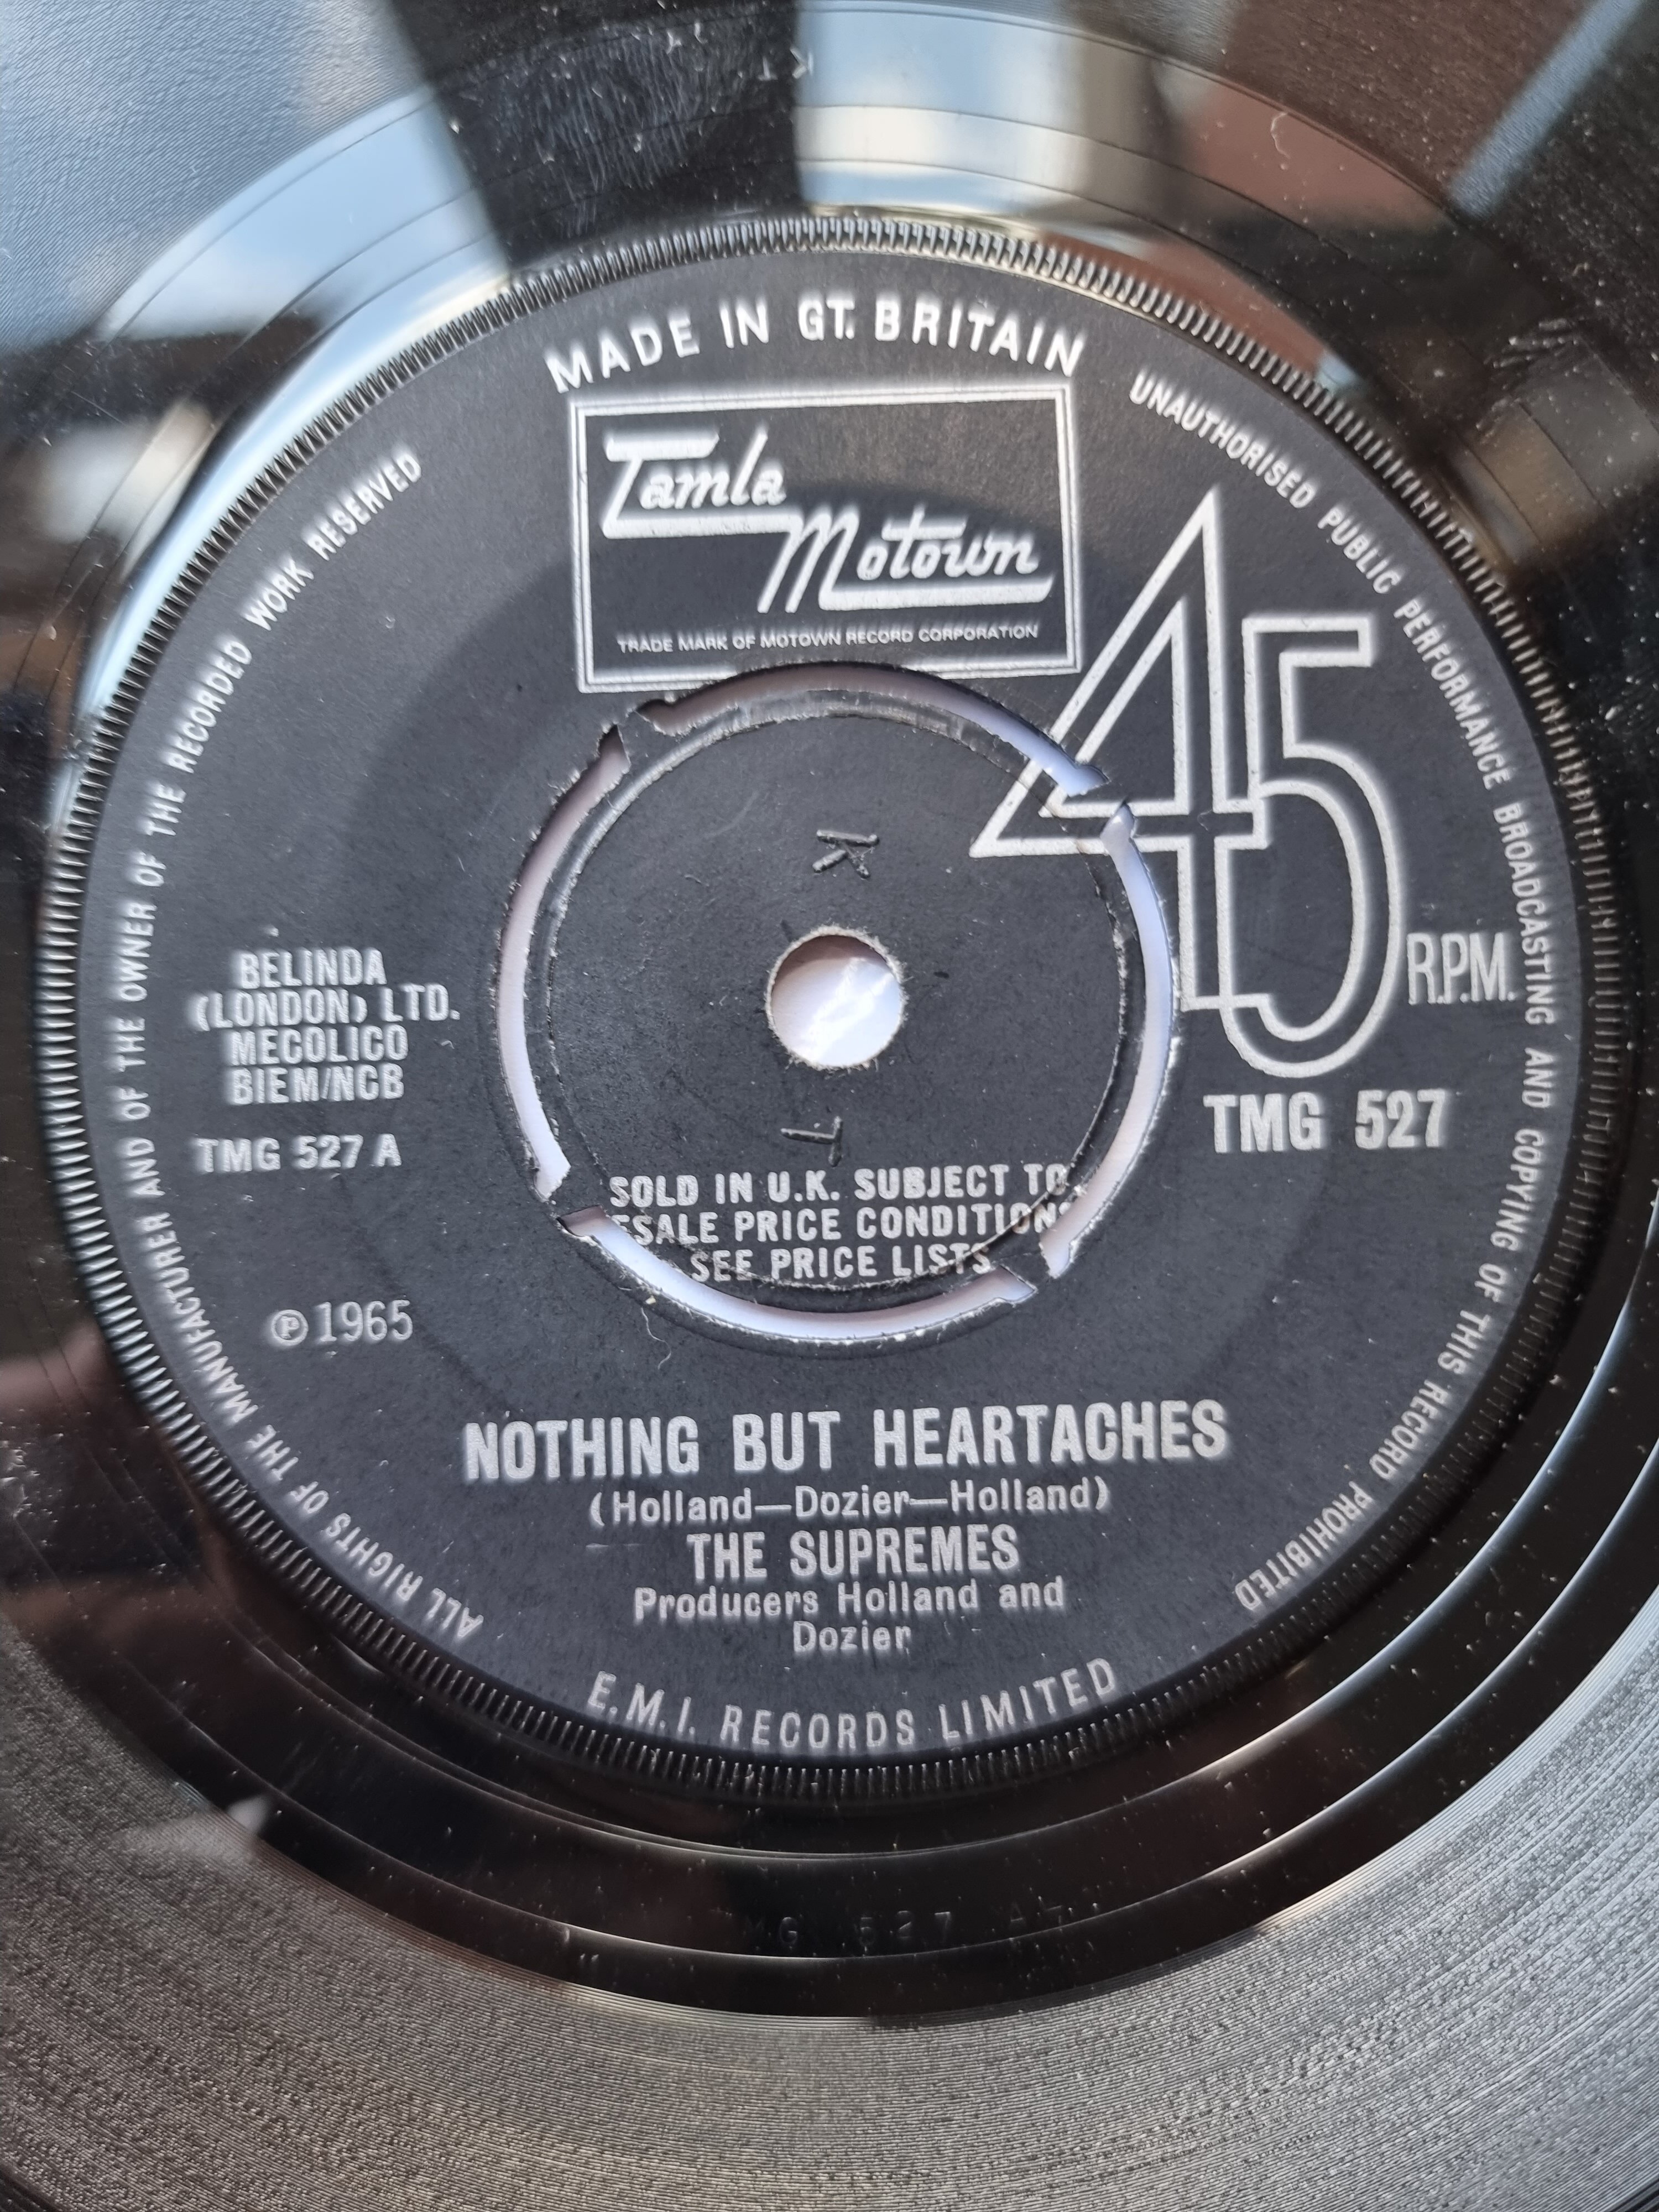 MADE IN GT. BRITAIN
Tamla
Motown
TRADE MARK OF MOTOWN RECORD CORPORATION
UNAUTHORISED PUBLIC PERFORMANCE BROADCASTING AND COPYING OF THIS RECORD PROHIBITED
ALL RIGHTS OF THE MANUFACTURER AND OF THE OWNER OF THE RECORDED WORK RESERVED
45
R.P.M.
K
BELINDA
(LONDON) LTD.
MECOLICO
BIEM/NCB
TMG 527 A
TMG 527
T
SOLD IN U.K. SUBJECT TO
ESALE PRICE CONDITIONS
SEE PRICE LISTS
℗ 1965
NOTHING BUT HEARTACHES
(Holland—Dozier—Holland)
THE SUPREMES
Producers Holland and
Dozier
E.M.I. RECORDS LIMITED
K T